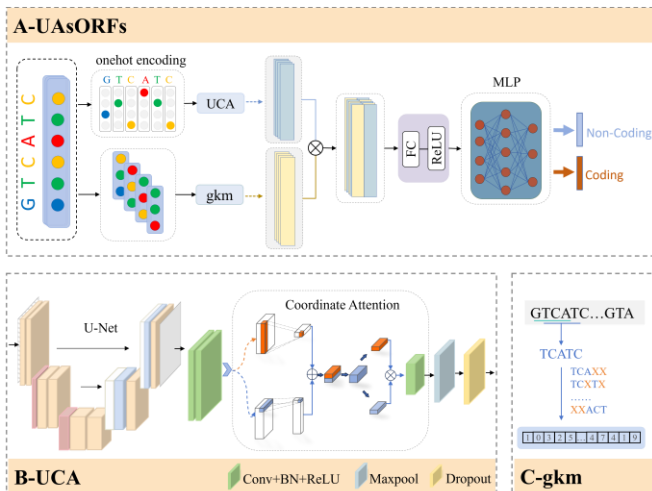 A-UAsORFs
onehot encoding
G T C A T C
UCA
gkm
G T C A T C
FC
ReLU
MLP
Non-Coding
Coding
U-Net
Coordinate Attention
B-UCA
Conv+BN+ReLU
Maxpool
Dropout
GTCATC...GTA
TCATC
TCAXX
TCXTX
......
XXACT
1 0 3 2 5 ... 4 7 4 1 9
C-gkm